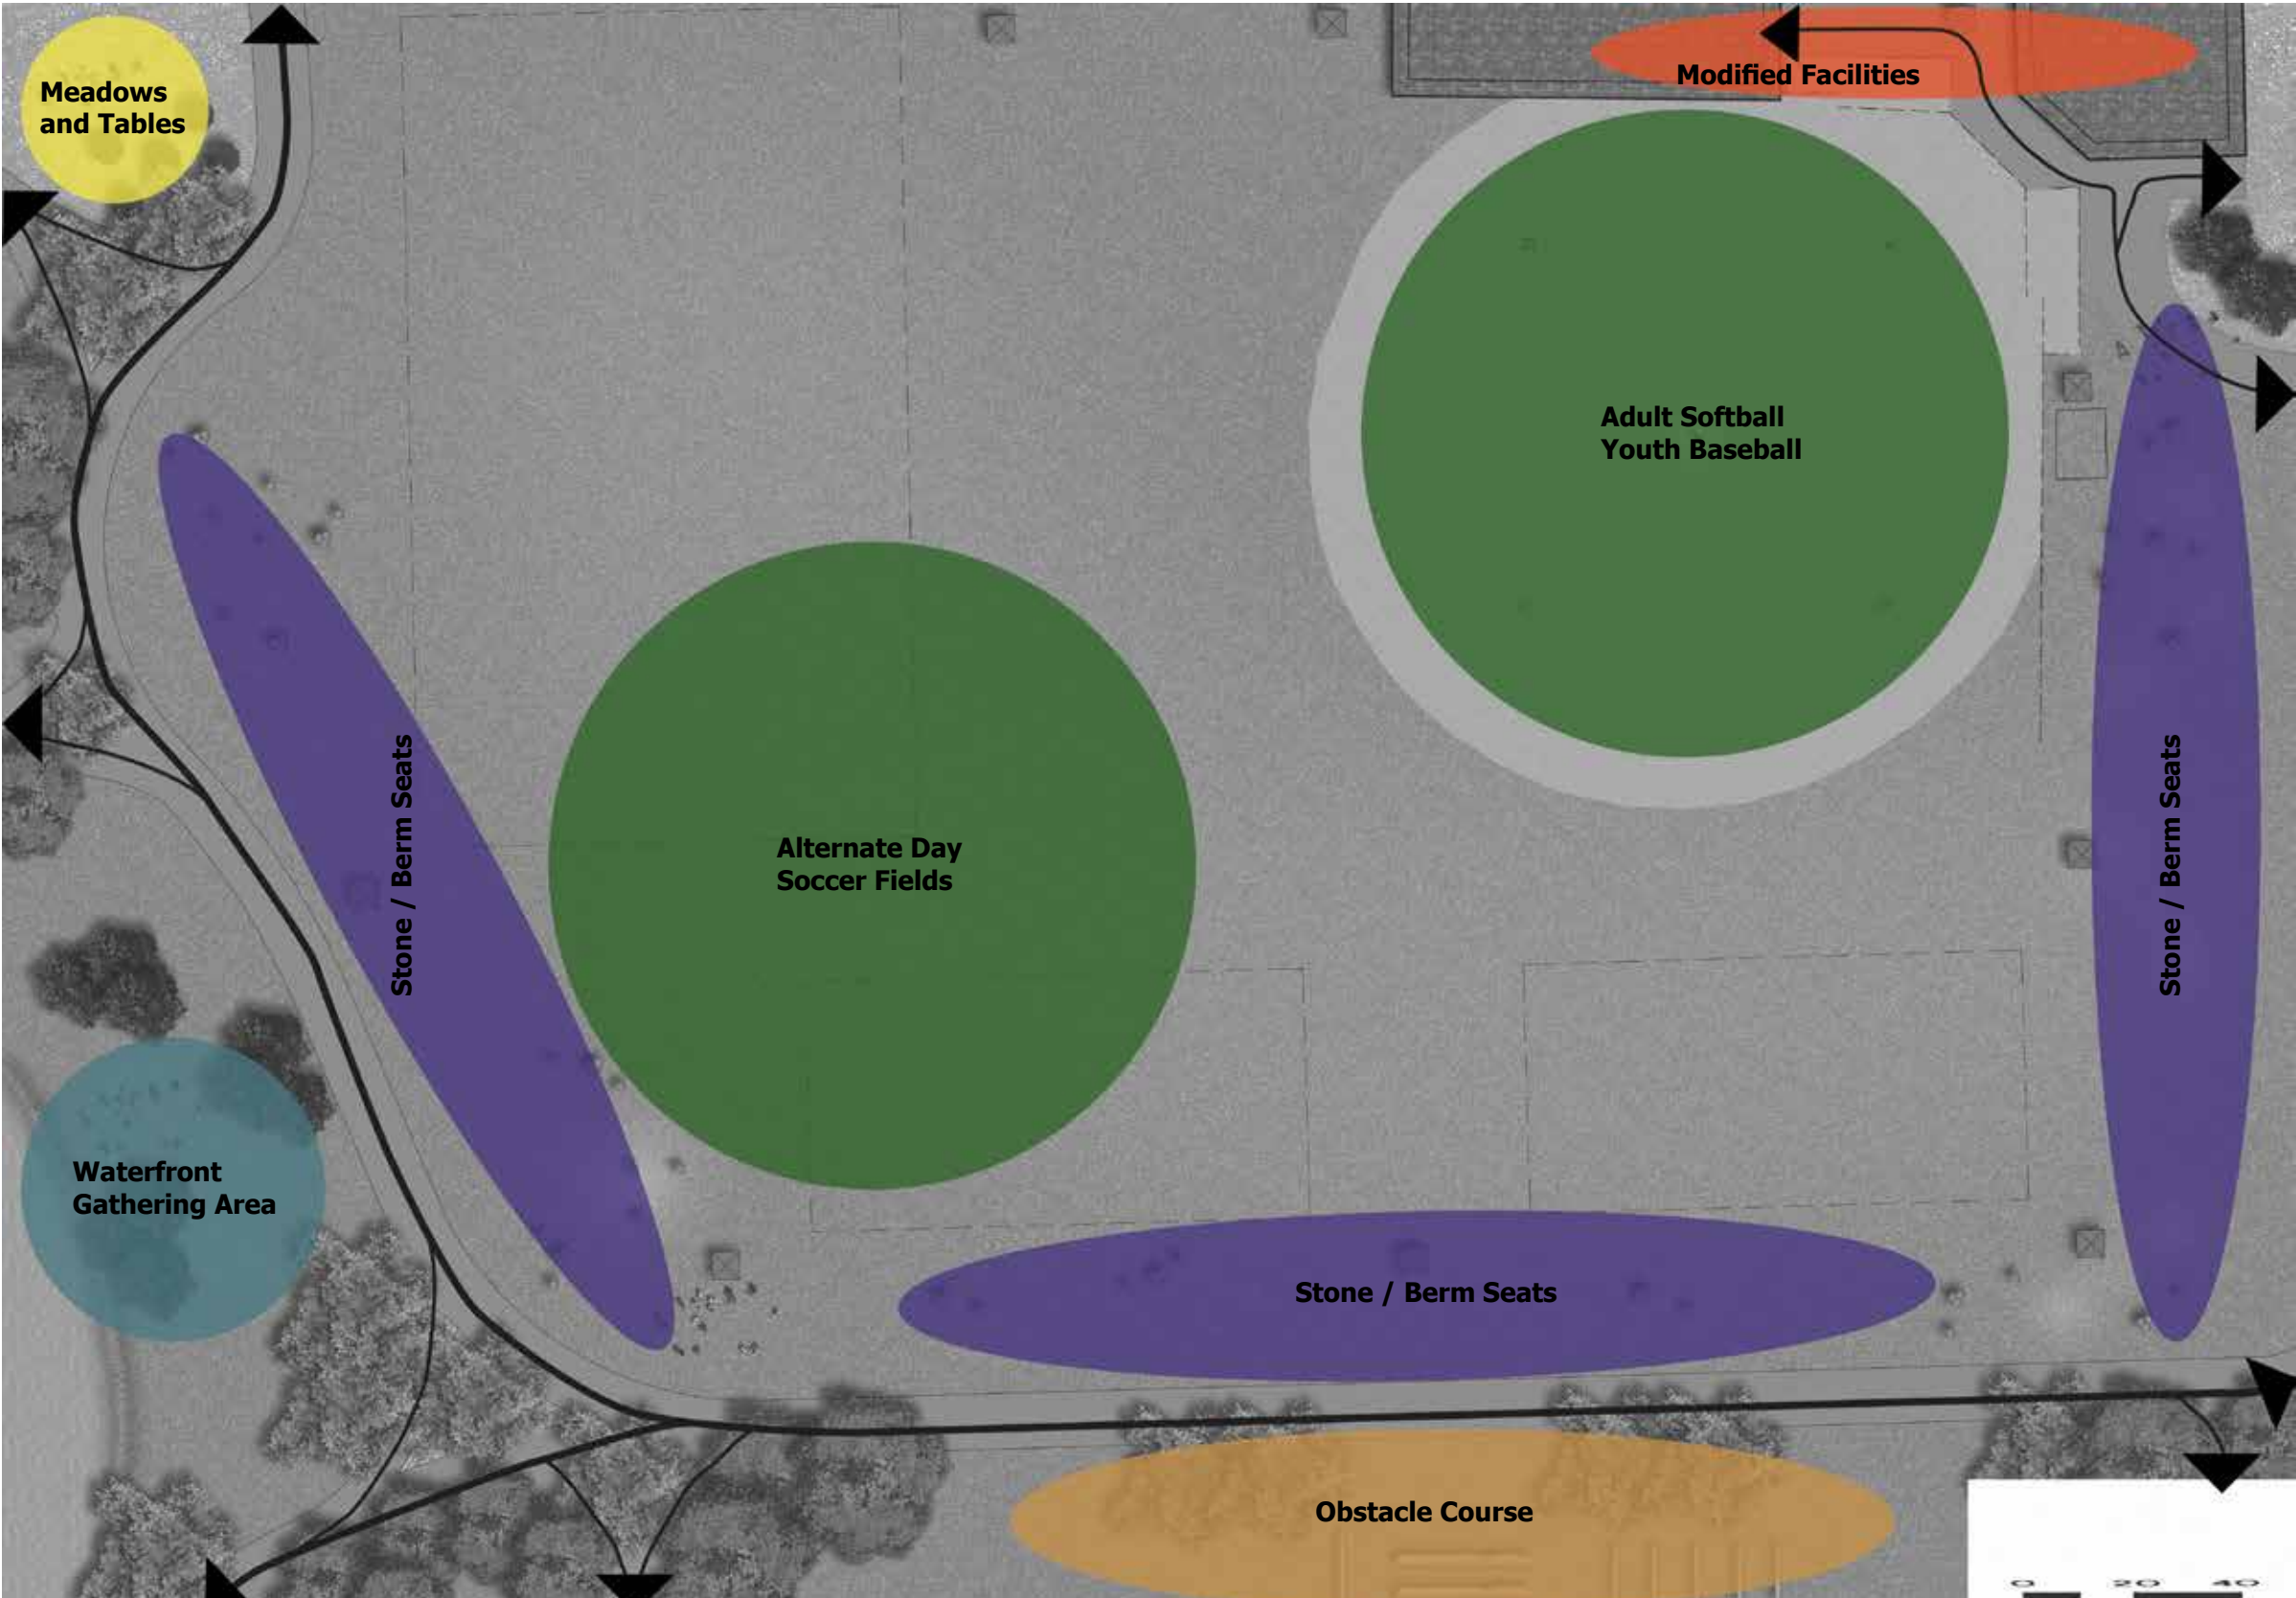 Meadows
and Tables
Modified Facilities
Adult Softball
Youth Baseball
Stone / Berm Seats
Alternate Day
Soccer Fields
Stone / Berm Seats
Waterfront
Gathering Area
Stone / Berm Seats
Obstacle Course
0 20 40